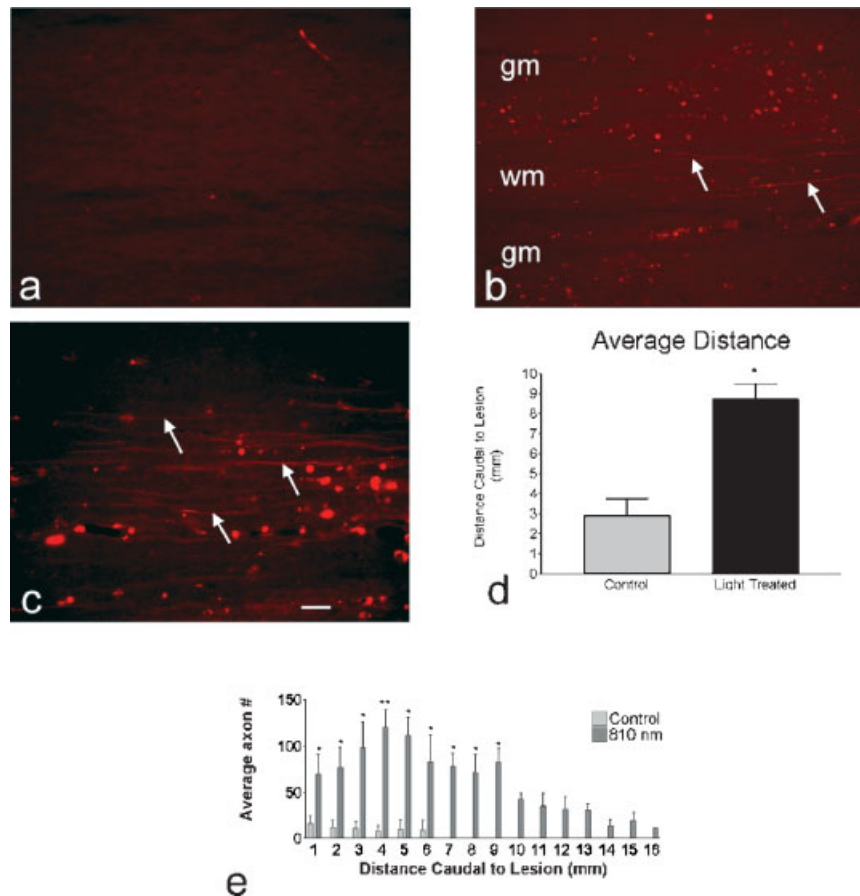 a
gm
wm
gm
b
c
Average Distance
Distance Caudal to Lesion
(mm)
10
9
8
7
6
5
4
3
2
1
0
*
Control
Light Treated
d
Average axon #
150
100
50
0
* * * ** * * * * *
Control
810 nm
1 2 3 4 5 6 7 8 9 10 11 12 13 14 15 16
Distance Caudal to Lesion (mm)
e